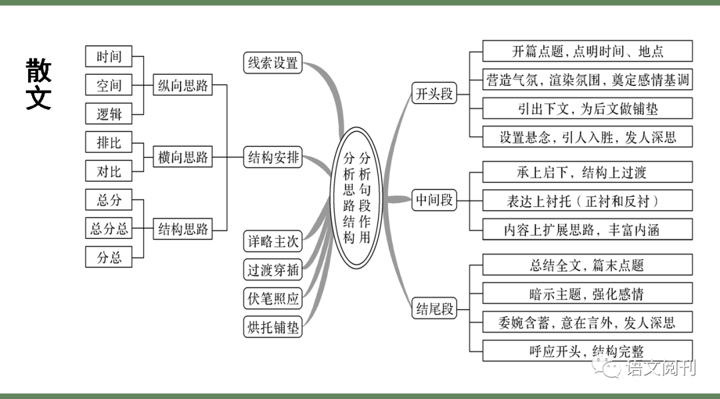 散文
时间
空间
逻辑
纵向思路
排比
对比
横向思路
总分
总分总
分总
结构思路
线索设置
结构安排
详略主次
过渡穿插
伏笔照应
烘托铺垫
分析思路结构
分析句段作用
开头段
开篇点题，点明时间、地点
营造气氛，渲染氛围，奠定感情基调
引出下文，为后文做铺垫
设置悬念，引人入胜，发人深思
中间段
承上启下，结构上过渡
表达上衬托（正衬和反衬）
内容上扩展思路，丰富内涵
结尾段
总结全文，篇末点题
暗示主题，强化感情
委婉含蓄，意在言外，发人深思
呼应开头，结构完整
语文阅刊